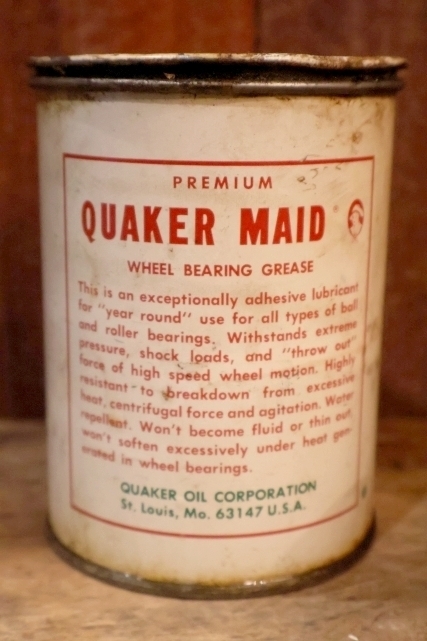 PREMIUM
QUAKER MAID
WHEEL BEARING GREASE
This is an exceptionally adhesive lubricant
for "year round" use for all types of ball
and roller bearings. Withstands extreme
pressure, shock loads, and "throw out"
force of high speed wheel motion. Highly
resistant to breakdown from excessive
heat, centrifugal force and agitation. Water
repellent. Won't become fluid or thin out,
won't soften excessively under heat gen-
erated in wheel bearings.
QUAKER OIL CORPORATION
St. Louis, Mo. 63147 U.S.A.